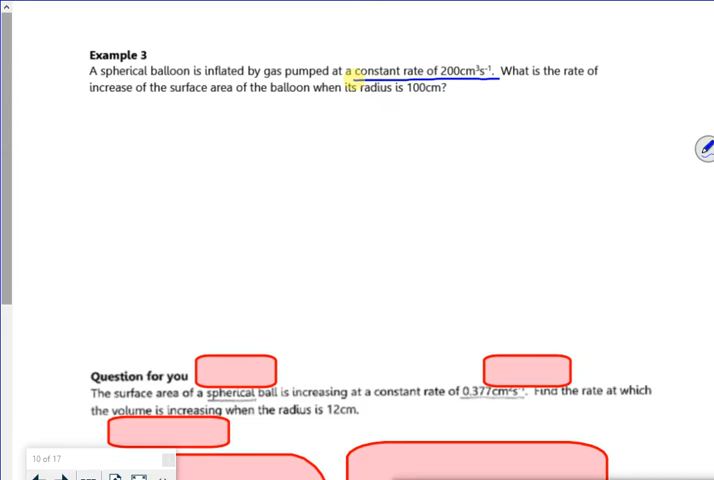 Example 3
A spherical balloon is inflated by gas pumped at a constant rate of 200cm³s⁻¹. What is the rate of
increase of the surface area of the balloon when its radius is 100cm?
Question for you
The surface area of a spherical ball is increasing at a constant rate of 0.377cm²s⁻¹. Find the rate at which
the volume is increasing when the radius is 12cm.
10 of 17